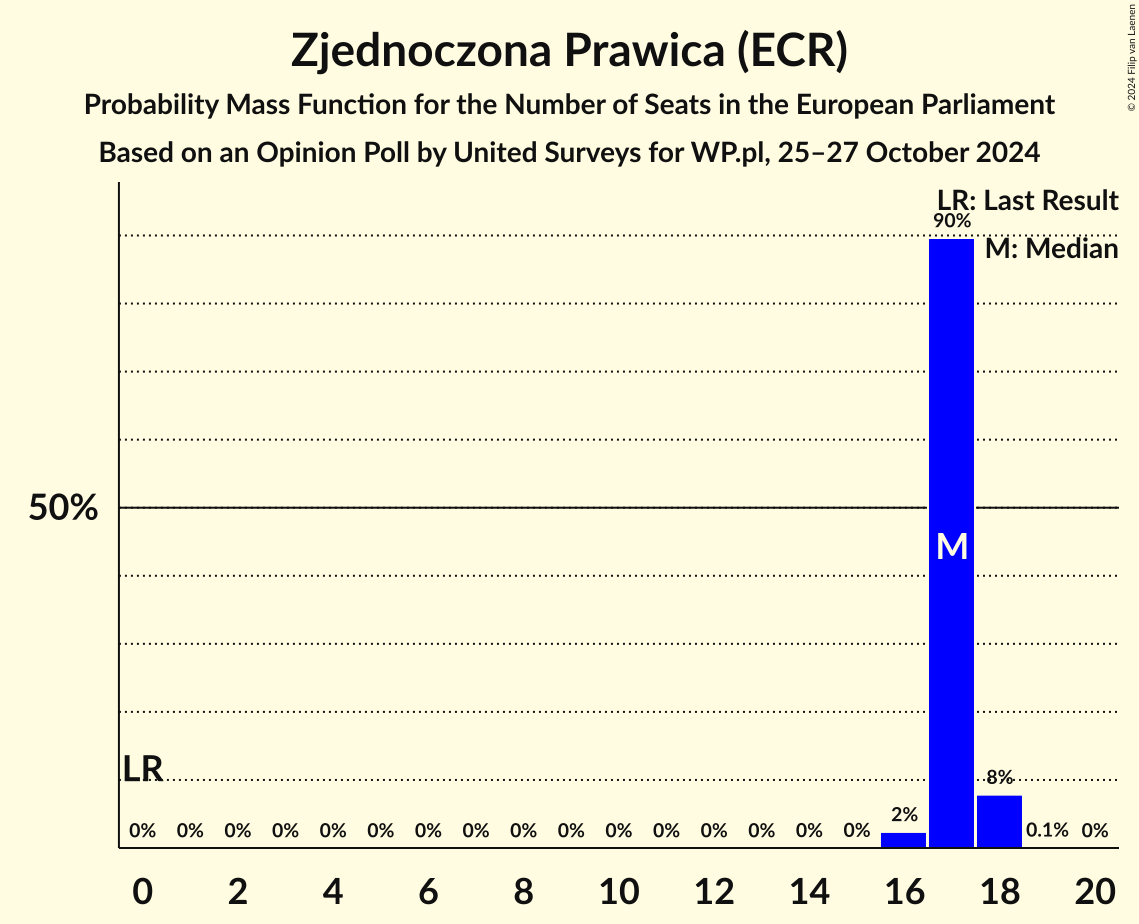 Zjednoczona Prawica (ECR)
Probability Mass Function for the Number of Seats in the European Parliament
Based on an Opinion Poll by United Surveys for WP.pl, 25–27 October 2024
© 2024 Filip van Laenen
LR: Last Result
90%
M: Median
50%
M
LR
8%
2%
0% 0% 0% 0% 0% 0% 0% 0% 0% 0% 0% 0% 0% 0% 0% 0% 0.1% 0%
0 2 4 6 8 10 12 14 16 18 20